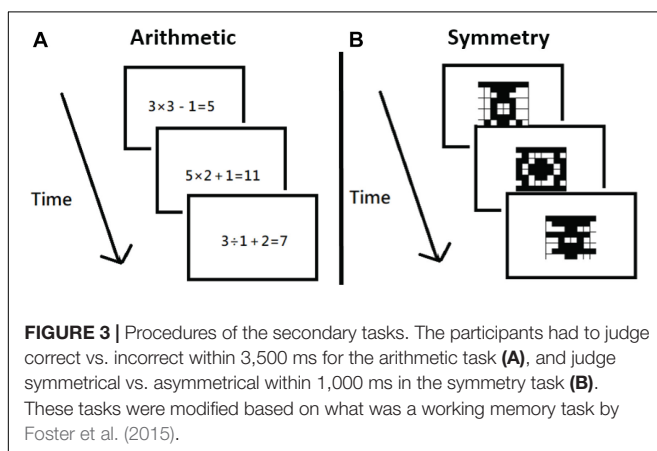 A
Arithmetic
B
Symmetry
3×3 - 1=5
5×2 + 1=11
3÷1 + 2=7
Time
Time
FIGURE 3 | Procedures of the secondary tasks. The participants had to judge
correct vs. incorrect within 3,500 ms for the arithmetic task (A), and judge
symmetrical vs. asymmetrical within 1,000 ms in the symmetry task (B).
These tasks were modified based on what was a working memory task by
Foster et al. (2015).